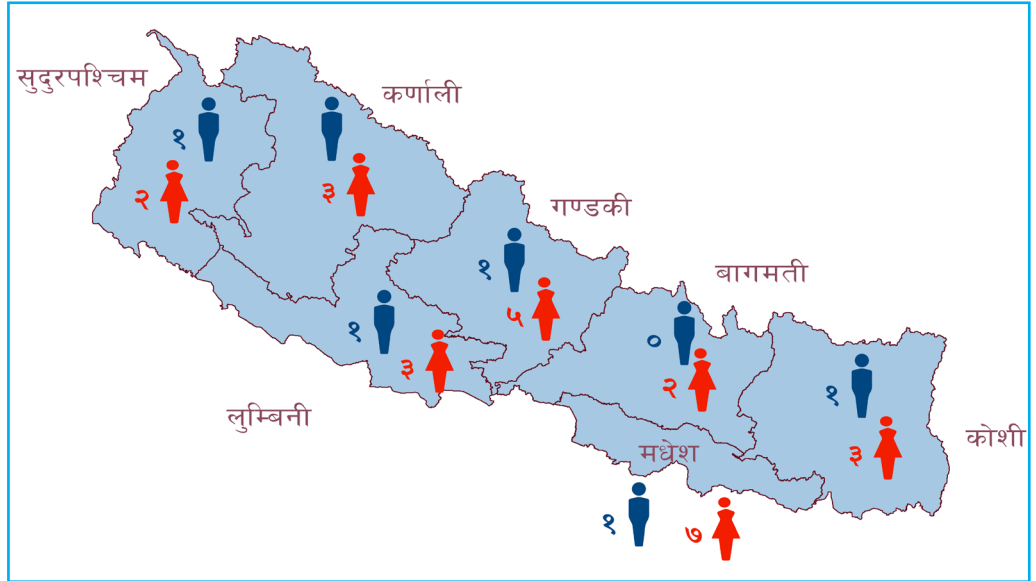 सुदुरपश्चिम
कर्णाली
१
२
३
गण्डकी
१
५
बागमती
०
२
१
३
लुम्बिनी
१
३
कोशी
मधेश
१
७